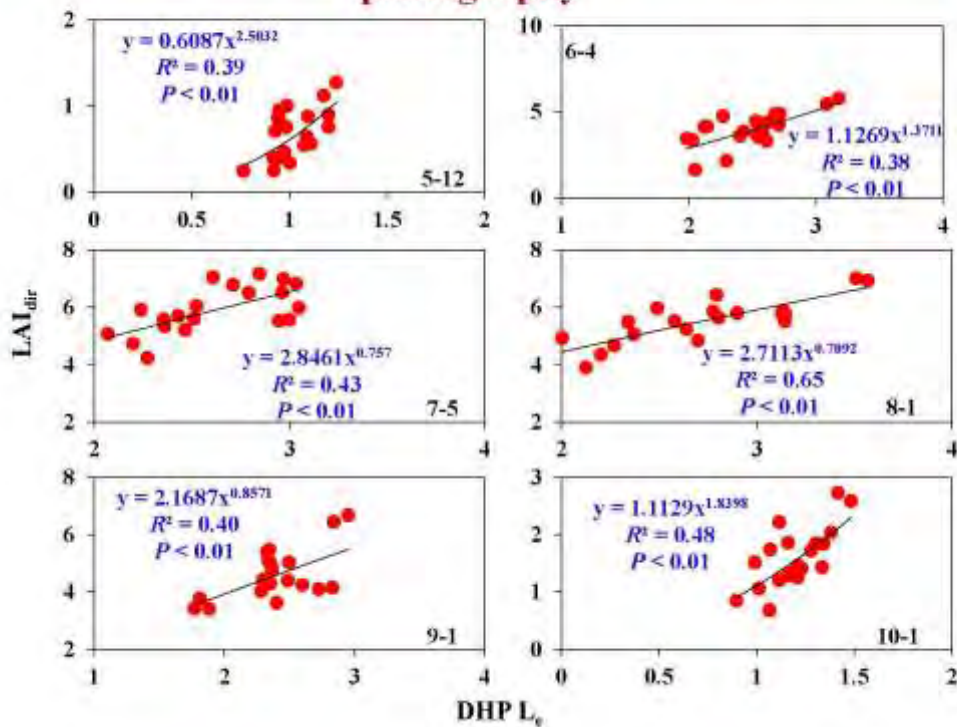 y = 0.6087x^2.5032
R² = 0.39
P < 0.01
5-12
2
1
0
0
0.5
1
1.5
2
6-4
y = 1.1269x^1.3711
R² = 0.38
P < 0.01
10
5
0
1
2
3
4
y = 2.8461x^0.757
R² = 0.43
P < 0.01
7-5
8
6
4
2
2
3
4
y = 2.7113x^0.7092
R² = 0.65
P < 0.01
8-1
8
6
4
2
2
3
4
y = 2.1687x^0.8571
R² = 0.40
P < 0.01
9-1
8
6
4
2
1
2
3
4
y = 1.1129x^1.8398
R² = 0.48
P < 0.01
10-1
3
2
1
0
0
0.5
1
1.5
2
LAI_dir
DHP L_e